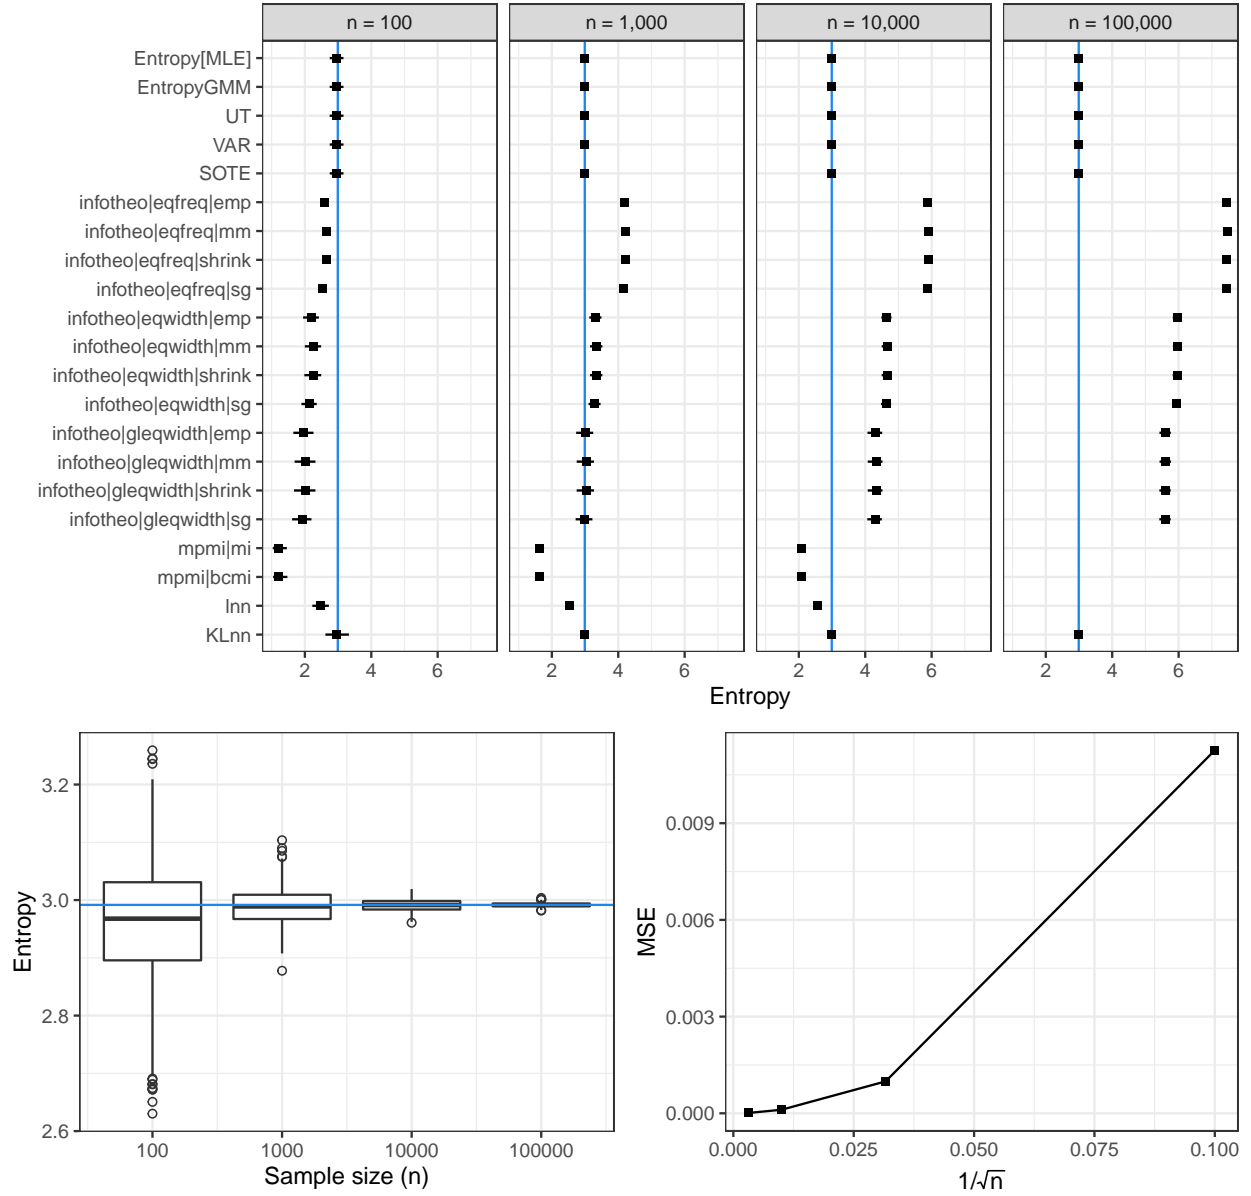 n = 100
n = 1,000
n = 10,000
n = 100,000
Entropy[MLE]
EntropyGMM
UT
VAR
SOTE
infotheo|eqfreq|emp
infotheo|eqfreq|mm
infotheo|eqfreq|shrink
infotheo|eqfreq|sg
infotheo|eqwidth|emp
infotheo|eqwidth|mm
infotheo|eqwidth|shrink
infotheo|eqwidth|sg
infotheo|gleqwidth|emp
infotheo|gleqwidth|mm
infotheo|gleqwidth|shrink
infotheo|gleqwidth|sg
mpmi|mi
mpmi|bcmi
lnn
KLnn
2 4 6
2 4 6
2 4 6
2 4 6
Entropy
Entropy
3.2
3.0
2.8
2.6
100 1000 10000 100000
Sample size (n)
MSE
0.009
0.006
0.003
0.000
0.000 0.025 0.050 0.075 0.100
1/√n